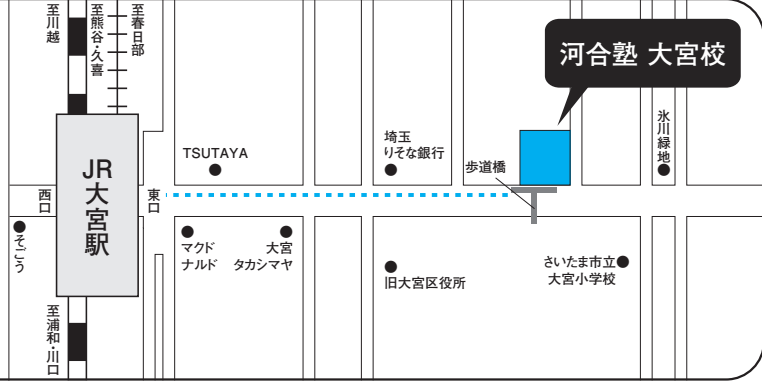 至川越
至熊谷・久喜
至春日部
河合塾 大宮校
JR
大宮駅
西口
東口
そごう
至浦和・川口
TSUTAYA
マクド
ナルド
大宮
タカシマヤ
埼玉
りそな銀行
旧大宮区役所
歩道橋
さいたま市立
大宮小学校
氷川緑地